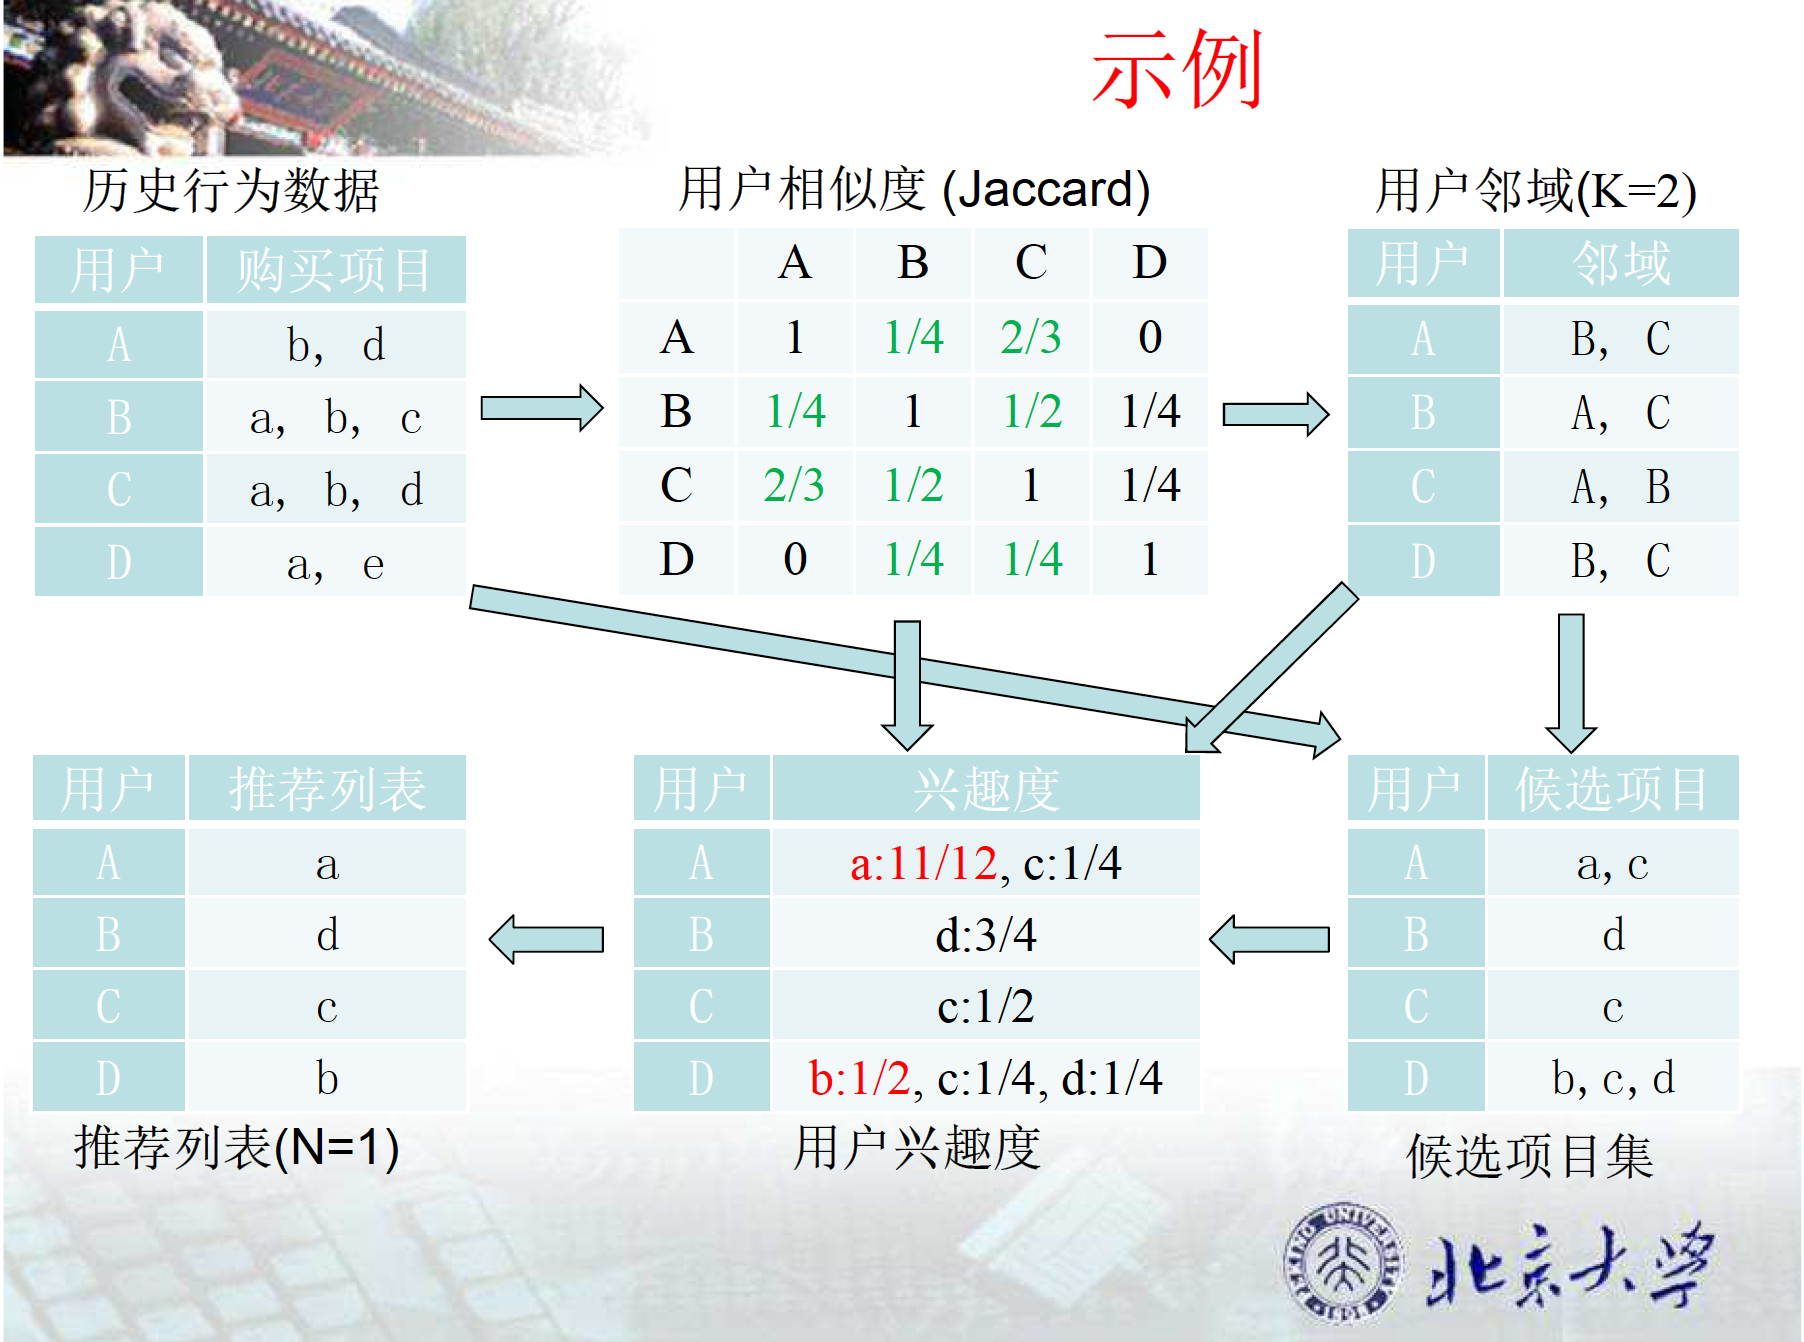 示例
历史行为数据
用户 购买项目
A b, d
B a, b, c
C a, b, d
D a, e
用户相似度 (Jaccard)
A B C D
A 1 1/4 2/3 0
B 1/4 1 1/2 1/4
C 2/3 1/2 1 1/4
D 0 1/4 1/4 1
用户邻域(K=2)
用户 邻域
A B, C
B A, C
C A, B
D B, C
用户 推荐列表
A a
B d
C c
D b
推荐列表(N=1)
用户 兴趣度
A a:11/12, c:1/4
B d:3/4
C c:1/2
D b:1/2, c:1/4, d:1/4
用户兴趣度
用户 候选项目
A a,c
B d
C c
D b,c,d
候选项目集
北京大学